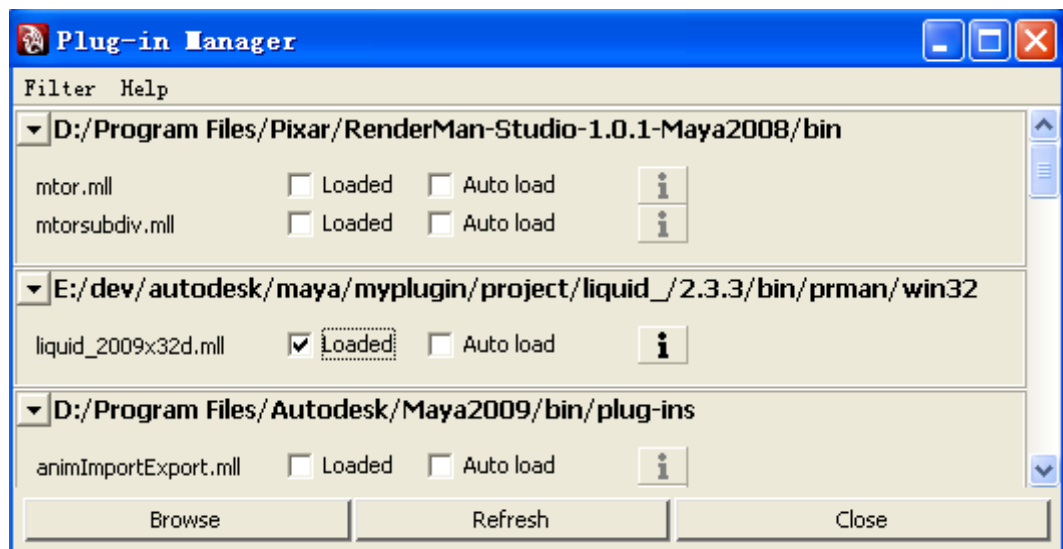 Plug-in Manager
Filter Help
D:/Program Files/Pixar/RenderMan-Studio-1.0.1-Maya2008/bin
mtor.mll Loaded Auto load i
mtorsubdiv.mll Loaded Auto load i
E:/dev/autodesk/maya/myplugin/project/liquid_/2.3.3/bin/prman/win32
liquid_2009x32d.mll Loaded Auto load i
D:/Program Files/Autodesk/Maya2009/bin/plug-ins
animImportExport.mll Loaded Auto load i
Browse Refresh Close